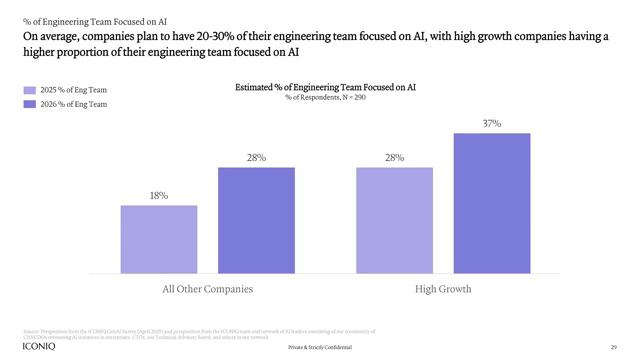 % of Engineering Team Focused on AI
On average, companies plan to have 20-30% of their engineering team focused on AI, with high growth companies having a
higher proportion of their engineering team focused on AI
2025 % of Eng Team
2026 % of Eng Team
Estimated % of Engineering Team Focused on AI
% of Respondents, N = 290
18%
28%
28%
37%
All Other Companies
High Growth
Source: Perspectives from the ICONIQ GenAI Survey (April 2025) and perspectives from the ICONIQ team and network of AI leaders consisting of our community of
CIO/CDOs overseeing AI initiatives in enterprises, CTOs, our Technical Advisory Board, and others in our network
ICONIQ
Private & Strictly Confidential
29